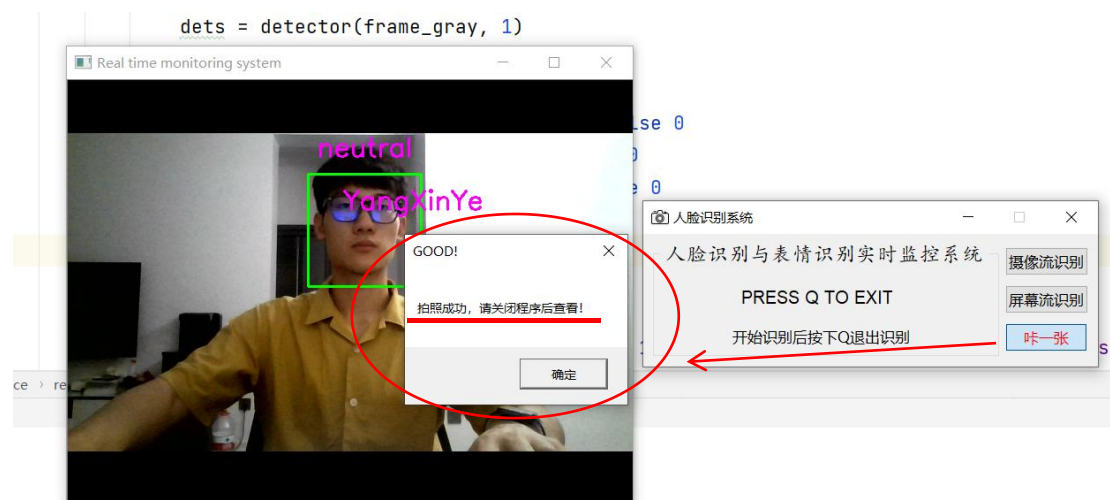 dets = detector(frame_gray, 1)
Real time monitoring system
neutral
YangXinYe
GOOD!
拍照成功，请关闭程序后查看!
确定
se 0
0
人脸识别系统
人脸识别与表情识别实时监控系统
PRESS Q TO EXIT
开始识别后按下Q退出识别
摄像流识别
屏幕流识别
咔一张
ce › re
s